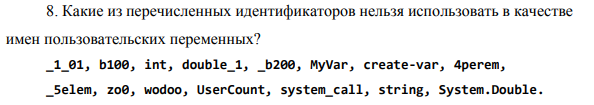 8. Какие из перечисленных идентификаторов нельзя использовать в качестве
имен пользовательских переменных?
_1_01, b100, int, double_1, _b200, MyVar, create-var, 4perem,
_5elem, zo0, wodoo, UserCount, system_call, string, System.Double.